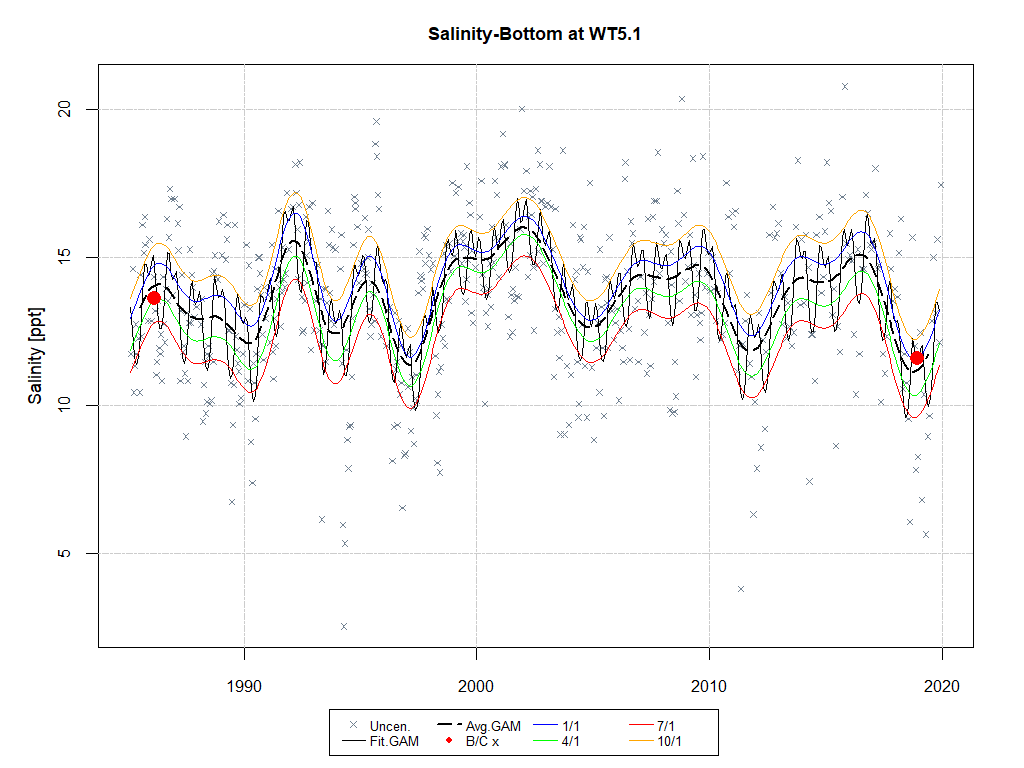 Salinity-Bottom at WT5.1
Salinity [ppt]
20
15
10
5
1990 2000 2010 2020
Uncen. Avg.GAM 1/1 7/1
Fit.GAM B/C x 4/1 10/1